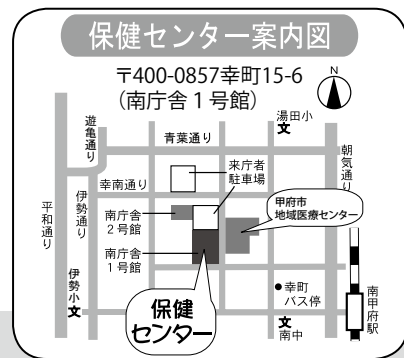 保健センター案内図
〒400-0857幸町15-6
(南庁舎1号館)
N
湯田小
文
遊亀通り
青葉通り
朝気通り
来庁者
駐車場
幸南通り
平和通り
伊勢通り
南庁舎
2号館
甲府市
地域医療センター
南庁舎
1号館
伊勢小
文
保健
センター
幸町
バス停
文
南中
南甲府駅